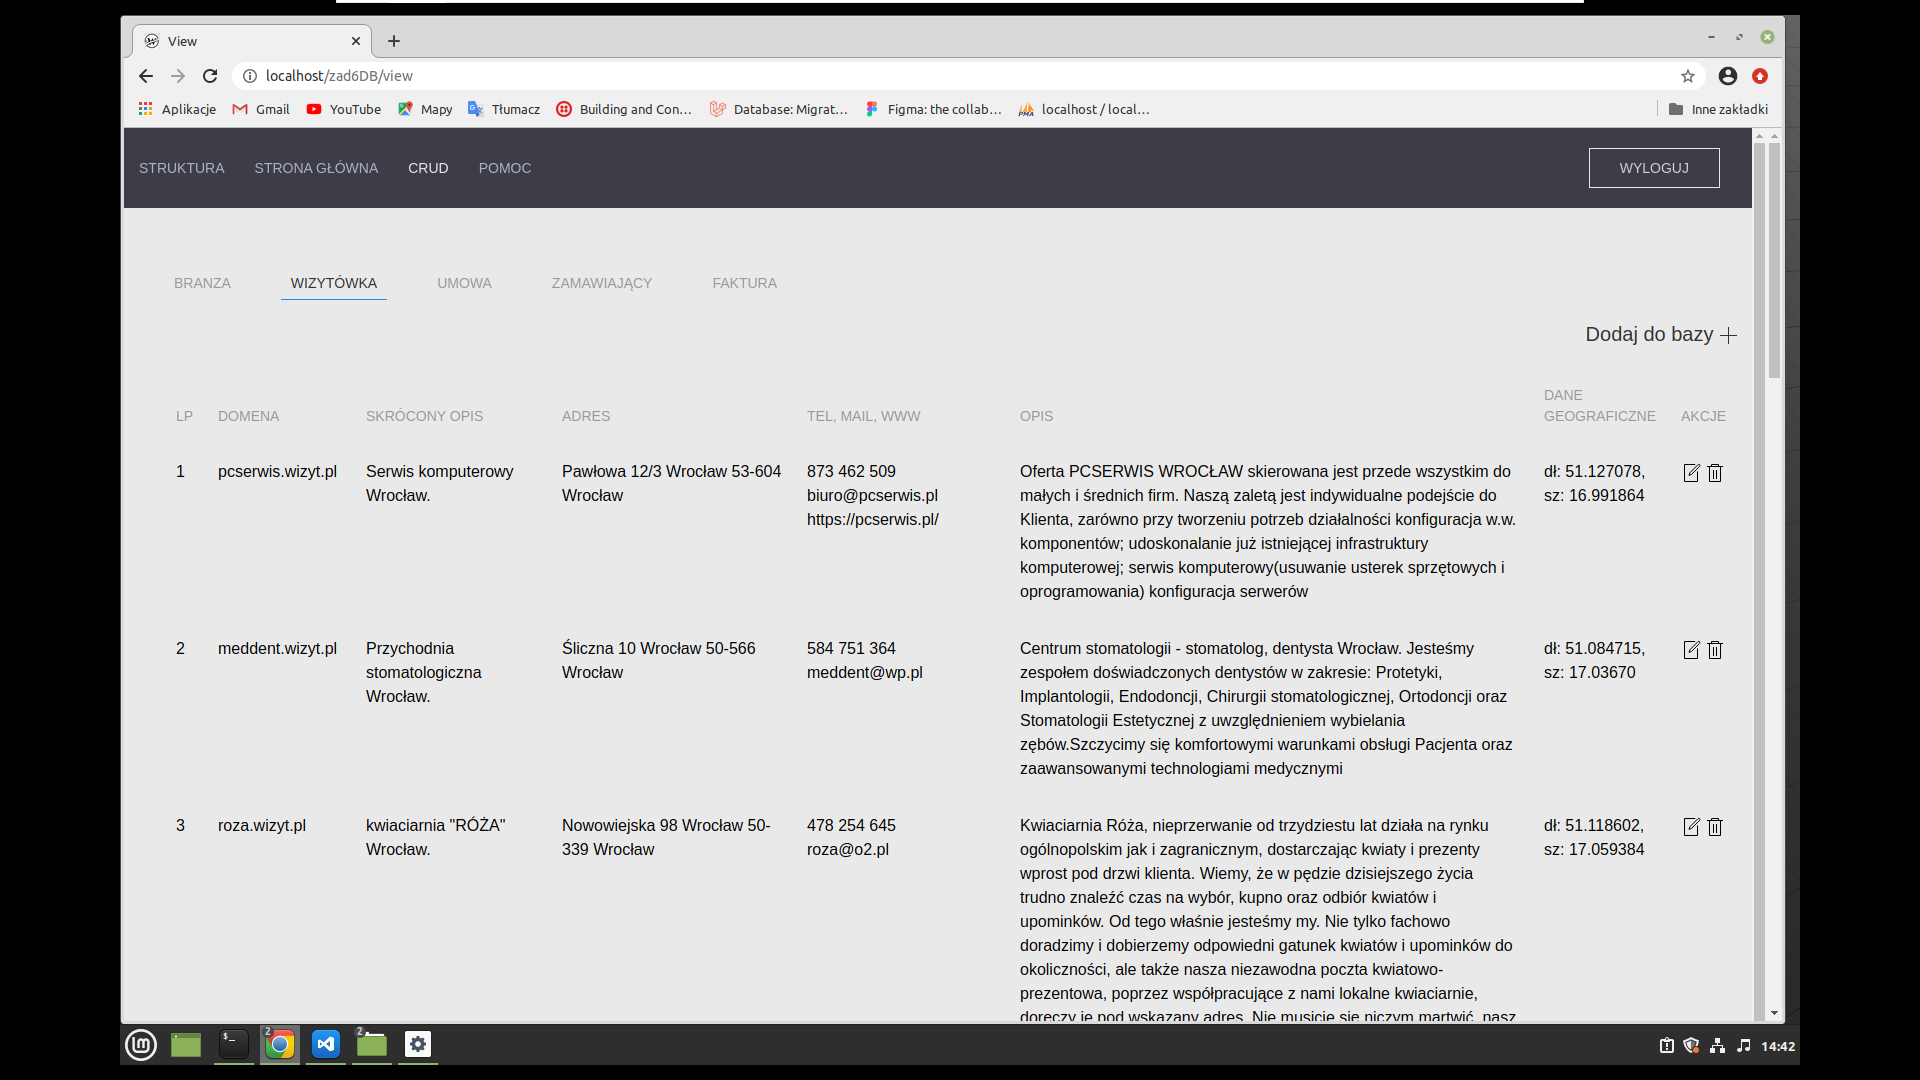 View
localhost/zad6DB/view
Aplikacje
Gmail
YouTube
Mapy
Tłumacz
Building and Con...
Database: Migrat...
Figma: the collab...
localhost / local...
Inne zakładki
STRUKTURA
STRONA GŁÓWNA
CRUD
POMOC
WYLOGUJ
BRANZA
WIZYTÓWKA
UMOWA
ZAMAWIAJĄCY
FAKTURA
Dodaj do bazy
LP
DOMENA
SKRÓCONY OPIS
ADRES
TEL, MAIL, WWW
OPIS
DANE
GEOGRAFICZNE
AKCJE
1
pcserwis.wizyt.pl
Serwis komputerowy
Wrocław.
Pawłowa 12/3 Wrocław 53-604
Wrocław
873 462 509
biuro@pcserwis.pl
https://pcserwis.pl/
Oferta PCSERWIS WROCŁAW skierowana jest przede wszystkim do
małych i średnich firm. Naszą zaletą jest indywidualne podejście do
Klienta, zarówno przy tworzeniu potrzeb działalności konfiguracja w.w.
komponentów; udoskonalanie już istniejącej infrastruktury
komputerowej; serwis komputerowy(usuwanie usterek sprzętowych i
oprogramowania) konfiguracja serwerów
dł: 51.127078,
sz: 16.991864
2
meddent.wizyt.pl
Przychodnia
stomatologiczna
Wrocław.
Śliczna 10 Wrocław 50-566
Wrocław
584 751 364
meddent@wp.pl
Centrum stomatologii - stomatolog, dentysta Wrocław. Jesteśmy
zespołem doświadczonych dentystów w zakresie: Protetyki,
Implantologii, Endodoncji, Chirurgii stomatologicznej, Ortodoncji oraz
Stomatologii Estetycznej z uwzględnieniem wybielania
zębów.Szczycimy się komfortowymi warunkami obsługi Pacjenta oraz
zaawansowanymi technologiami medycznymi
dł: 51.084715,
sz: 17.03670
3
roza.wizyt.pl
kwiaciarnia "RÓŻA"
Wrocław.
Nowowiejska 98 Wrocław 50-
339 Wrocław
478 254 645
roza@o2.pl
Kwiaciarnia Róża, nieprzerwanie od trzydziestu lat działa na rynku
ogólnopolskim jak i zagranicznym, dostarczając kwiaty i prezenty
wprost pod drzwi klienta. Wiemy, że w pędzie dzisiejszego życia
trudno znaleźć czas na wybór, kupno oraz odbiór kwiatów i
upominków. Od tego właśnie jesteśmy my. Nie tylko fachowo
doradzimy i dobierzemy odpowiedni gatunek kwiatów i upominków do
okoliczności, ale także nasza niezawodna poczta kwiatowo-
prezentowa, poprzez współpracujące z nami lokalne kwiaciarnie,
doręczy je pod wskazany adres. Nie musicie się niczym martwić, nasz
dł: 51.118602,
sz: 17.059384
2
2
14:42